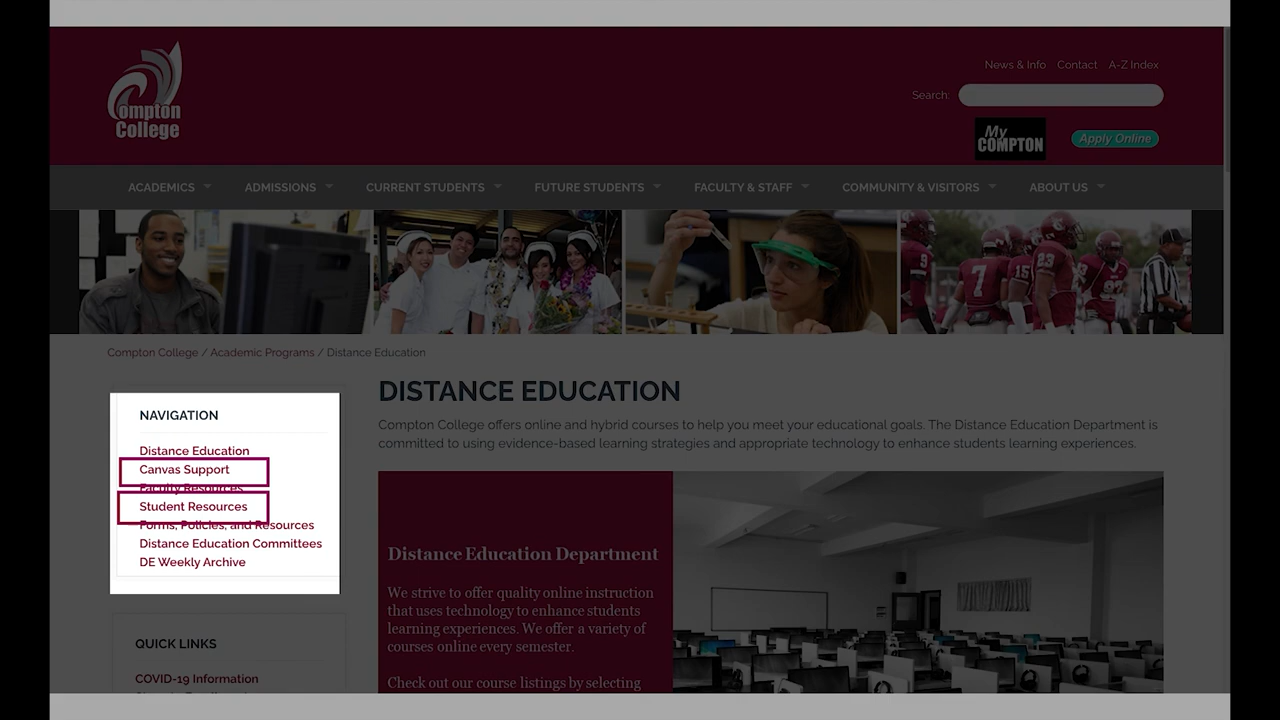 Compton
College
News & Info Contact A-Z Index
Search:
My
COMPTON
Apply Online
ACADEMICS ADMISSIONS CURRENT STUDENTS FUTURE STUDENTS FACULTY & STAFF COMMUNITY & VISITORS ABOUT US
9 7 15 23
Compton College / Academic Programs / Distance Education
NAVIGATION
Distance Education
Canvas Support
Faculty Resources
Student Resources
Forms, Policies, and Resources
Distance Education Committees
DE Weekly Archive
QUICK LINKS
COVID-19 Information
DISTANCE EDUCATION
Compton College offers online and hybrid courses to help you meet your educational goals. The Distance Education Department is
committed to using evidence-based learning strategies and appropriate technology to enhance students learning experiences.
Distance Education Department
We strive to offer quality online instruction
that uses technology to enhance students
learning experiences. We offer a variety of
courses online every semester.
Check out our course listings by selecting